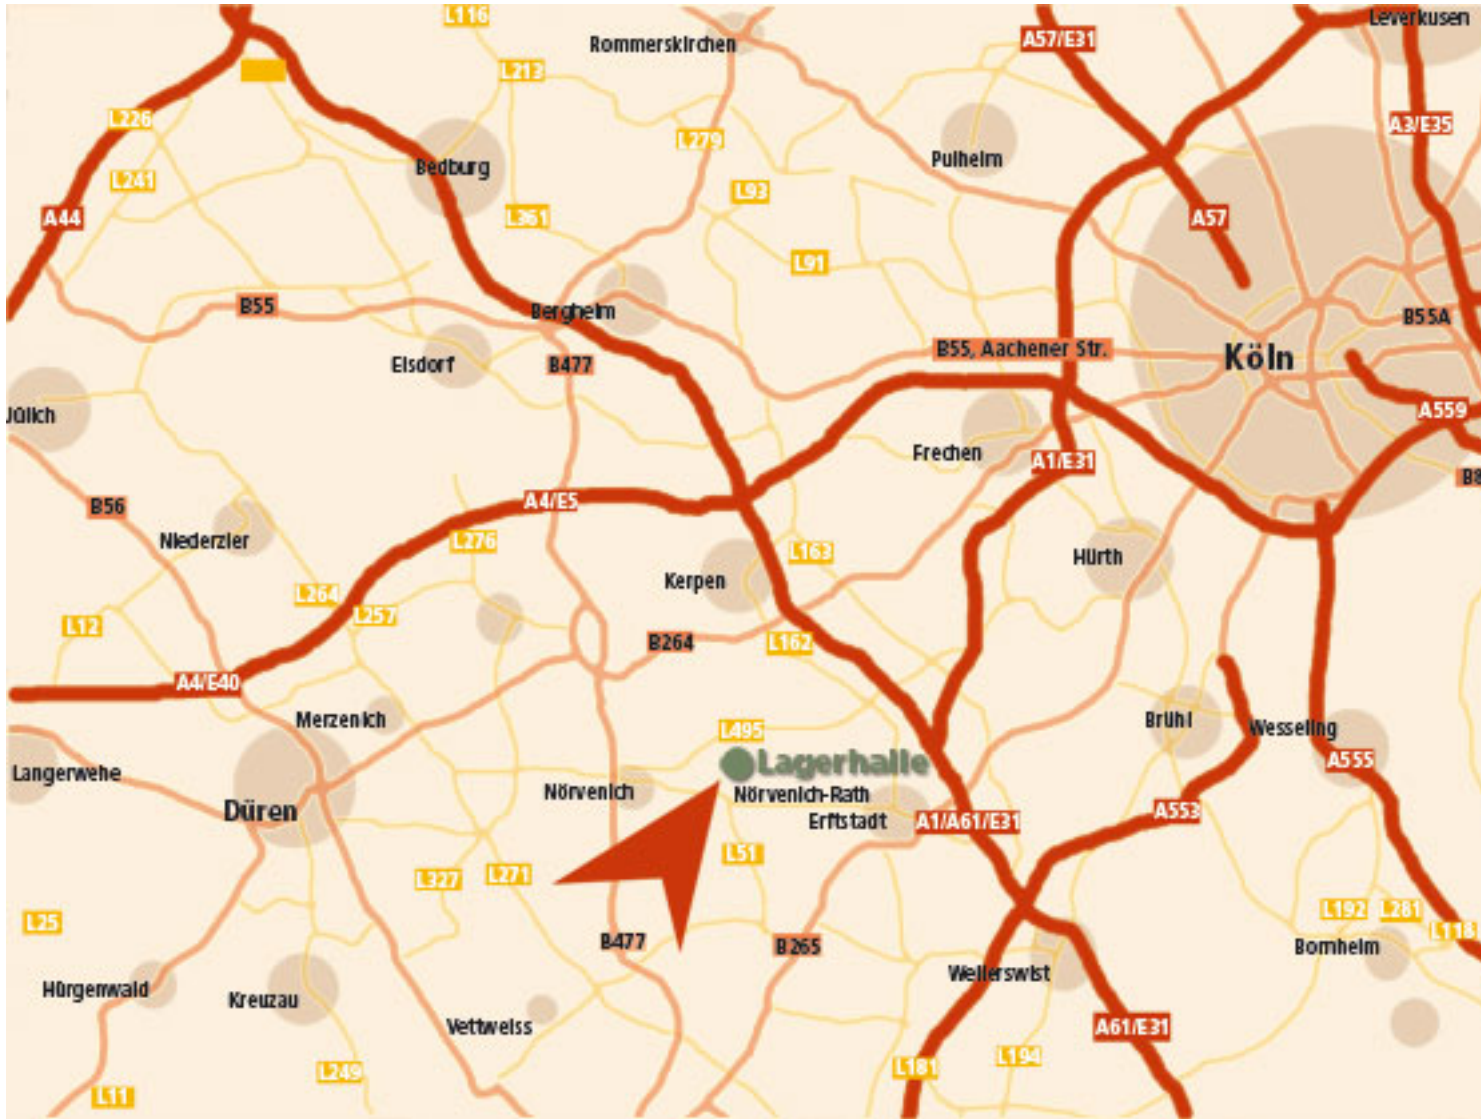 L116
Leverkusen
Rommerskirchen
A57/E31
L213
L226
A3/E35
L279
Pulheim
Bedburg
L241
L93
A44
L361
A57
L91
B55
Bergheim
B55A
B55, Aachener Str.
Köln
Elsdorf
B477
Jülich
A559
Frechen
A1/E31
B56
A4/E5
Niederzier
L276
L163
Hürth
Kerpen
L264
L257
L12
B264
L162
A4/E40
Merzenich
L495
Brühl
Wesseling
Lagerhalle
A555
Langerwehe
Nörvenich
Nörvenich-Rath
Düren
Erftstadt
A1/A61/E31
A553
L51
L327
L271
L25
L192
L281
L118
B477
B265
Bornheim
Weilerswist
Hürgenwald
Kreuzau
Vettweiss
A61/E31
L194
L181
L249
L11